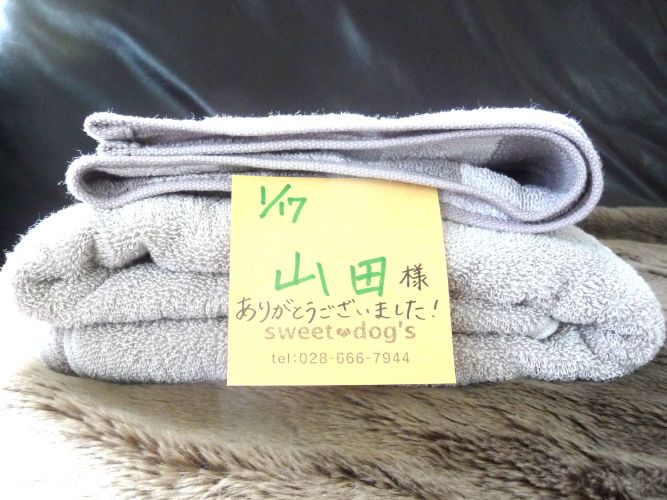 1/17
山田様
ありがとうございました!
sweet dog's
tel:028-666-7944